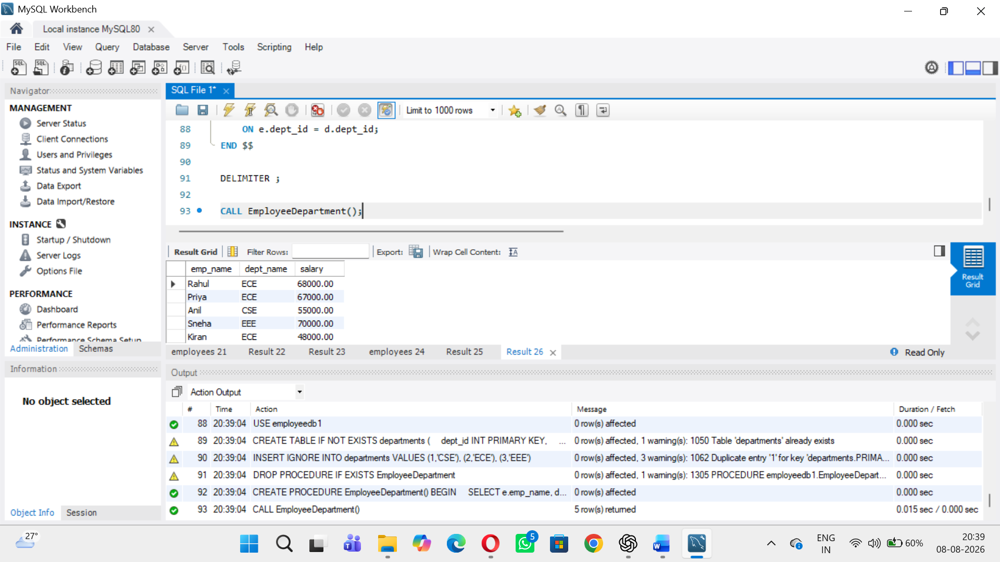 MySQL Workbench
Local instance MySQL80
File Edit View Query Database Server Tools Scripting Help
Navigator
MANAGEMENT
Server Status
Client Connections
Users and Privileges
Status and System Variables
Data Export
Data Import/Restore
INSTANCE
Startup / Shutdown
Server Logs
Options File
PERFORMANCE
Dashboard
Performance Reports
Performance Schema Setup
Administration Schemas
Information
No object selected
Object Info Session
SQL File 1*
Limit to 1000 rows
88 ON e.dept_id = d.dept_id;
89 END $$
90
91 DELIMITER ;
92
93 CALL EmployeeDepartment();
Result Grid Filter Rows: Export: Wrap Cell Content:
emp_name dept_name salary
Rahul ECE 68000.00
Priya ECE 67000.00
Anil CSE 55000.00
Sneha EEE 70000.00
Kiran ECE 48000.00
Result Grid
employees 21 Result 22 Result 23 employees 24 Result 25 Result 26 Read Only
Output
Action Output
# Time Action Message Duration / Fetch
88 20:39:04 USE employeedb1 0 row(s) affected 0.000 sec
89 20:39:04 CREATE TABLE IF NOT EXISTS departments ( dept_id INT PRIMARY KEY, ... 0 row(s) affected, 1 warning(s): 1050 Table 'departments' already exists 0.000 sec
90 20:39:04 INSERT IGNORE INTO departments VALUES (1,'CSE'), (2,'ECE'), (3,'EEE') 0 row(s) affected, 3 warning(s): 1062 Duplicate entry '1' for key 'departments.PRIMA... 0.000 sec
91 20:39:04 DROP PROCEDURE IF EXISTS EmployeeDepartment 0 row(s) affected, 1 warning(s): 1305 PROCEDURE employeedb1.EmployeeDepart... 0.000 sec
92 20:39:04 CREATE PROCEDURE EmployeeDepartment() BEGIN SELECT e.emp_name, d... 0 row(s) affected 0.000 sec
93 20:39:04 CALL EmployeeDepartment() 5 row(s) returned 0.015 sec / 0.000 sec
27°
5
ENG
IN
60%
20:39
08-08-2026